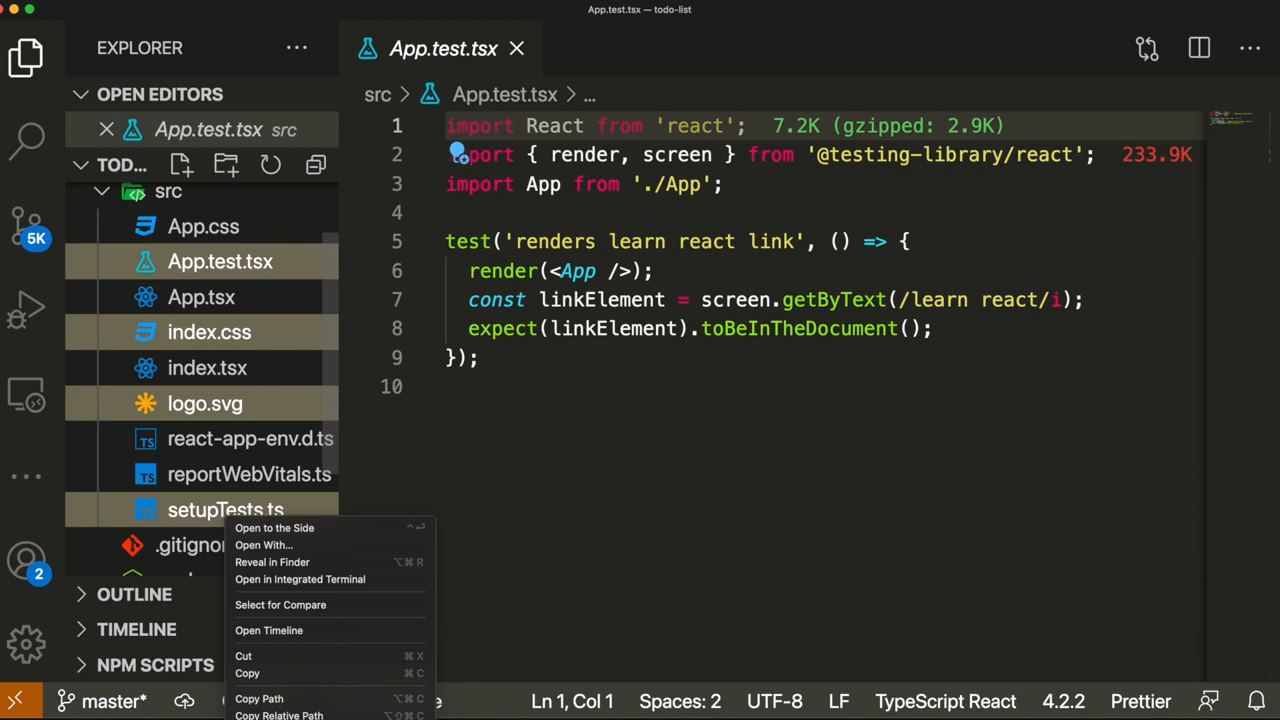 App.test.tsx — todo-list
EXPLORER
App.test.tsx
OPEN EDITORS
App.test.tsx src
TOD...
src
App.css
App.test.tsx
App.tsx
index.css
index.tsx
logo.svg
react-app-env.d.ts
reportWebVitals.ts
setupTests.ts
OUTLINE
TIMELINE
NPM SCRIPTS
5K
2
src > App.test.tsx > ...
1 import React from 'react'; 7.2K (gzipped: 2.9K)
2 import { render, screen } from '@testing-library/react'; 233.9K
3 import App from './App';
4
5 test('renders learn react link', () => {
6 render(<App />);
7 const linkElement = screen.getByText(/learn react/i);
8 expect(linkElement).toBeInTheDocument();
9 });
10
Open to the Side
Open With...
Reveal in Finder ⌥⌘ R
Open in Integrated Terminal
Select for Compare
Open Timeline
Cut ⌘ X
Copy ⌘ C
Copy Path ⌥⌘ C
Copy Relative Path ⌥⇧⌘ C
master* Ln 1, Col 1 Spaces: 2 UTF-8 LF TypeScript React 4.2.2 Prettier